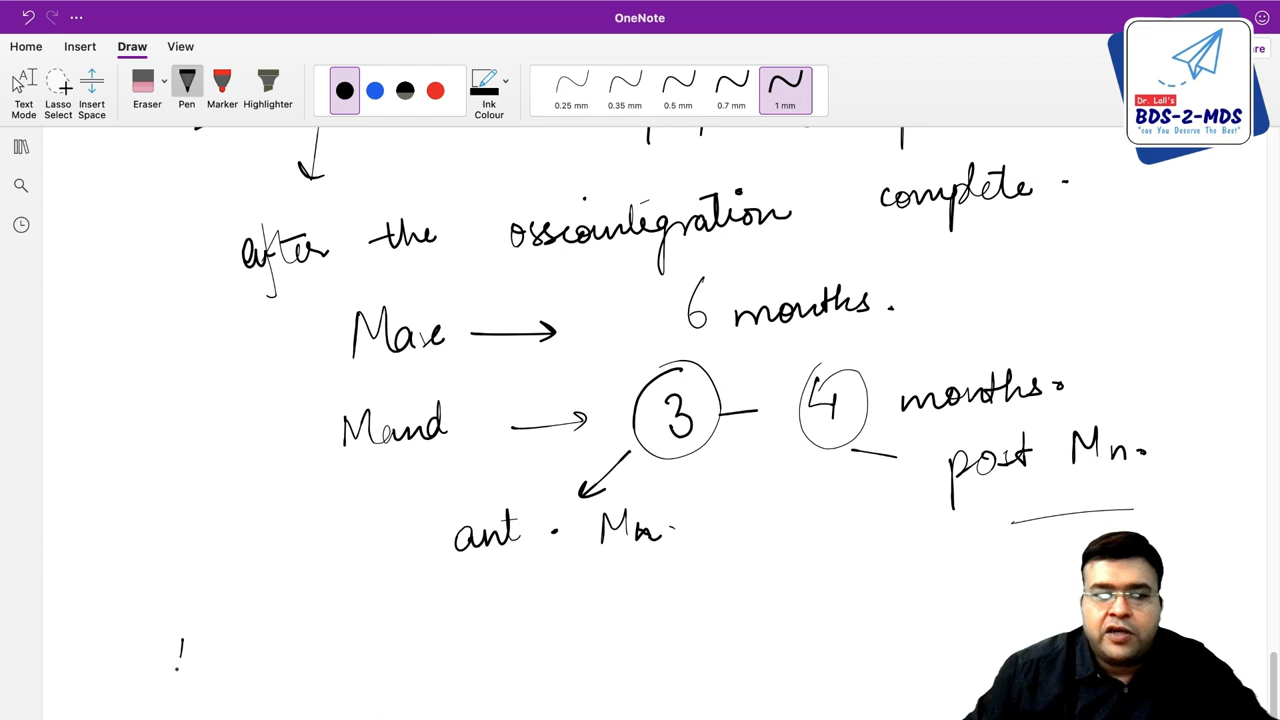 OneNote
Home Insert Draw View
Text Mode
Lasso Select
Insert Space
Eraser
Pen
Marker
Highlighter
Ink Colour
0.25 mm
0.35 mm
0.5 mm
0.7 mm
1 mm
Dr. Lall's
BDS-2-MDS
"cos You Deserve The Best"
after the osseointegration complete.
Max → 6 months.
Mand → 3 - 4 months.
post Mn.
ant. Mn.